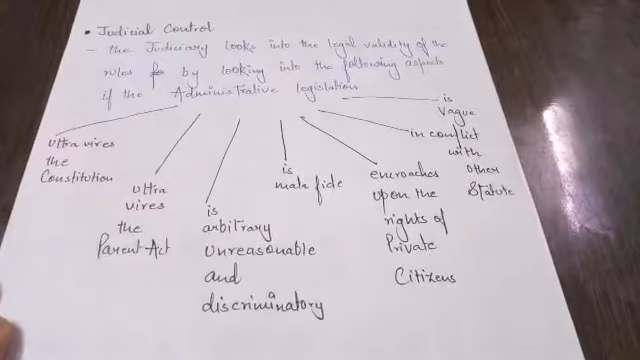 • Judicial Control
- the Judiciary looks into the legal validity of the
rules by looking into the following aspects
if the Administrative legislation
ultra vires
the
Constitution
ultra
vires
the
Parent Act
is
arbitrary
unreasonable
and
discriminatory
is
mala fide
encroaches
upon the
rights of
Private
Citizens
in conflict
with
other
Statute
is
Vague